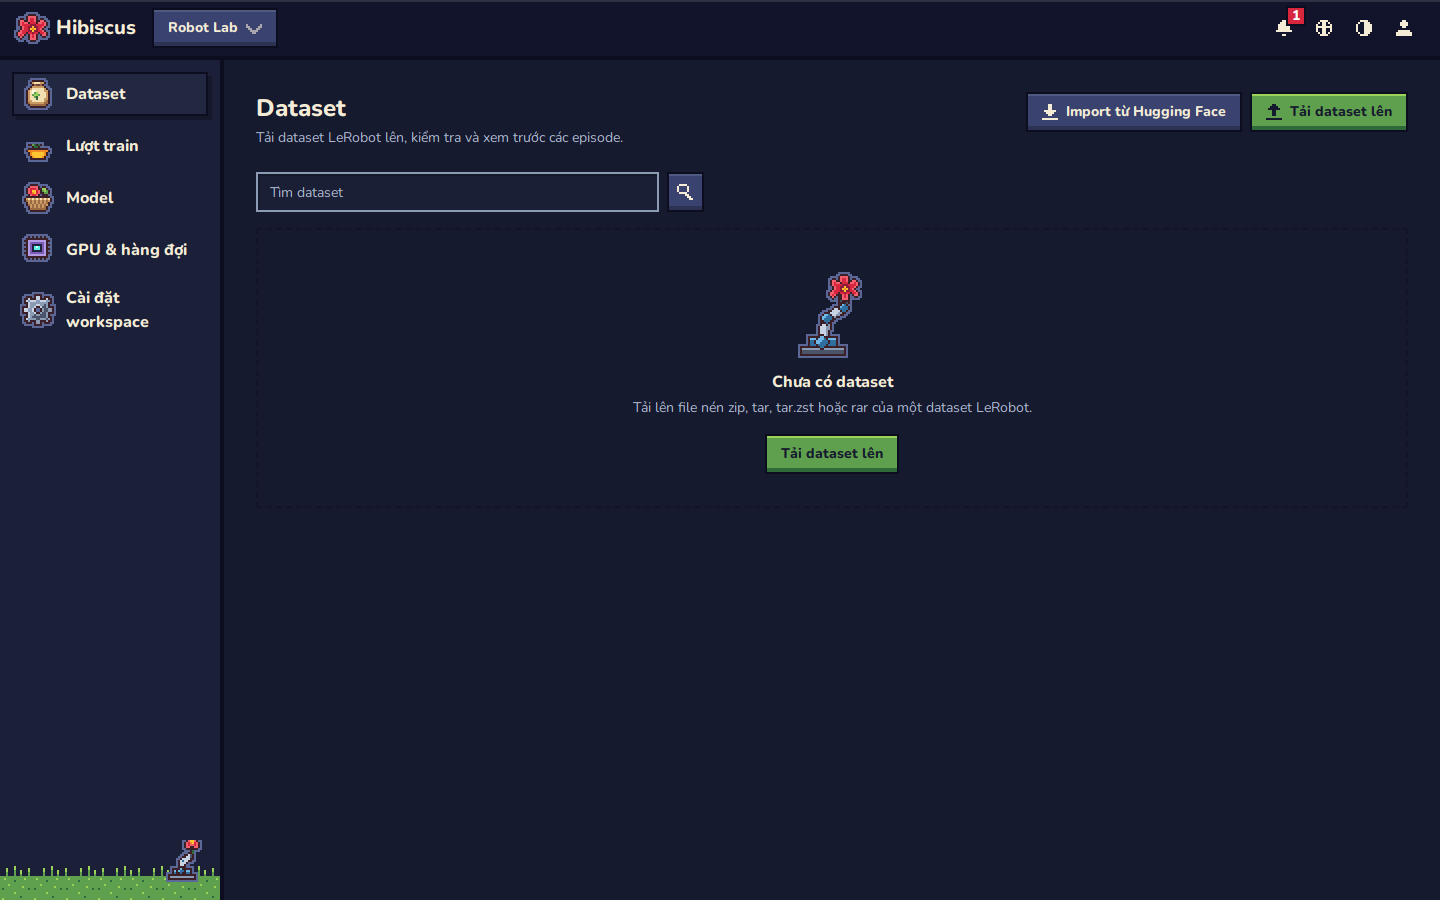 Hibiscus
Robot Lab
1
Dataset
Lượt train
Model
GPU & hàng đợi
Cài đặt
workspace
Dataset
Tải dataset LeRobot lên, kiểm tra và xem trước các episode.
Import từ Hugging Face
Tải dataset lên
Tìm dataset
Chưa có dataset
Tải lên file nén zip, tar, tar.zst hoặc rar của một dataset LeRobot.
Tải dataset lên